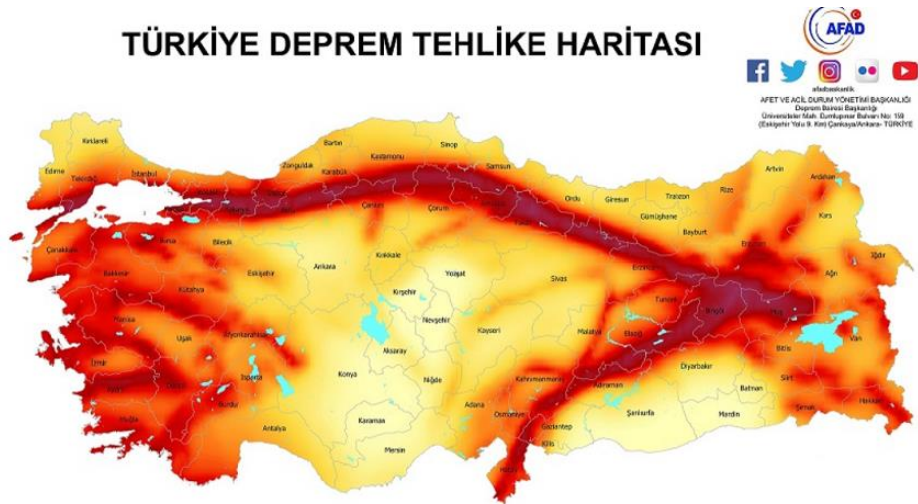 TÜRKİYE DEPREM TEHLİKE HARİTASI
AFAD
afadbaskanlik
AFET VE ACİL DURUM YÖNETİMİ BAŞKANLIĞI
Deprem Dairesi Başkanlığı
Üniversiteler Mah. Dumlupınar Bulvarı No: 159
(Eskişehir Yolu 9. Km) Çankaya/Ankara- TÜRKİYE
Kırklareli
Edirne
Tekirdağ
İstanbul
Zonguldak
Bartın
Karabük
Kastamonu
Sinop
Samsun
Ordu
Giresun
Trabzon
Rize
Artvin
Ardahan
Kars
Gümüşhane
Bayburt
Iğdır
Ağrı
Çankırı
Çorum
Çanakkale
Balıkesir
Bursa
Bilecik
Eskişehir
Ankara
Kırıkkale
Yozgat
Sivas
Erzincan
Tunceli
Bingöl
Muş
Van
Bitlis
Kütahya
Manisa
Uşak
Afyonkarahisar
Kırşehir
Nevşehir
Kayseri
Malatya
Elazığ
Diyarbakır
Batman
Siirt
Hakkari
Şırnak
İzmir
Aydın
Denizli
Isparta
Burdur
Konya
Aksaray
Niğde
Kahramanmaraş
Adıyaman
Şanlıurfa
Mardin
Muğla
Antalya
Karaman
Mersin
Adana
Osmaniye
Gaziantep
Kilis
Hatay